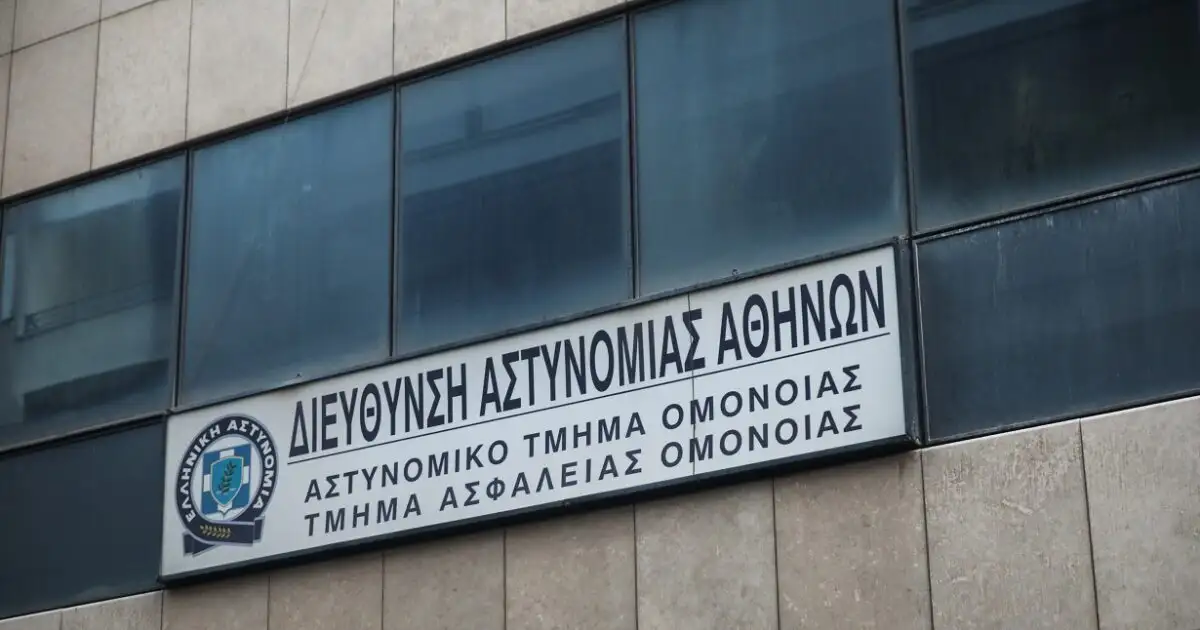 ΕΛΛΗΝΙΚΗ ΑΣΤΥΝΟΜΙΑ
ΔΙΕΥΘΥΝΣΗ ΑΣΤΥΝΟΜΙΑΣ ΑΘΗΝΩΝ
ΑΣΤΥΝΟΜΙΚΟ ΤΜΗΜΑ ΟΜΟΝΟΙΑΣ
ΤΜΗΜΑ ΑΣΦΑΛΕΙΑΣ ΟΜΟΝΟΙΑΣ